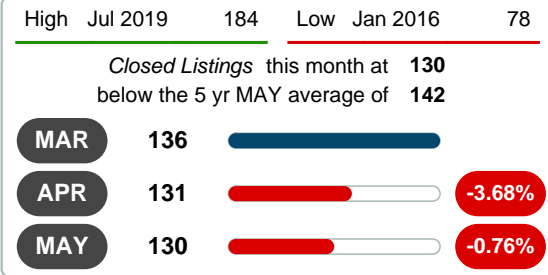 High Jul 2019 184 Low Jan 2016 78
Closed Listings this month at 130
below the 5 yr MAY average of 142
MAR 136
APR 131 -3.68%
MAY 130 -0.76%